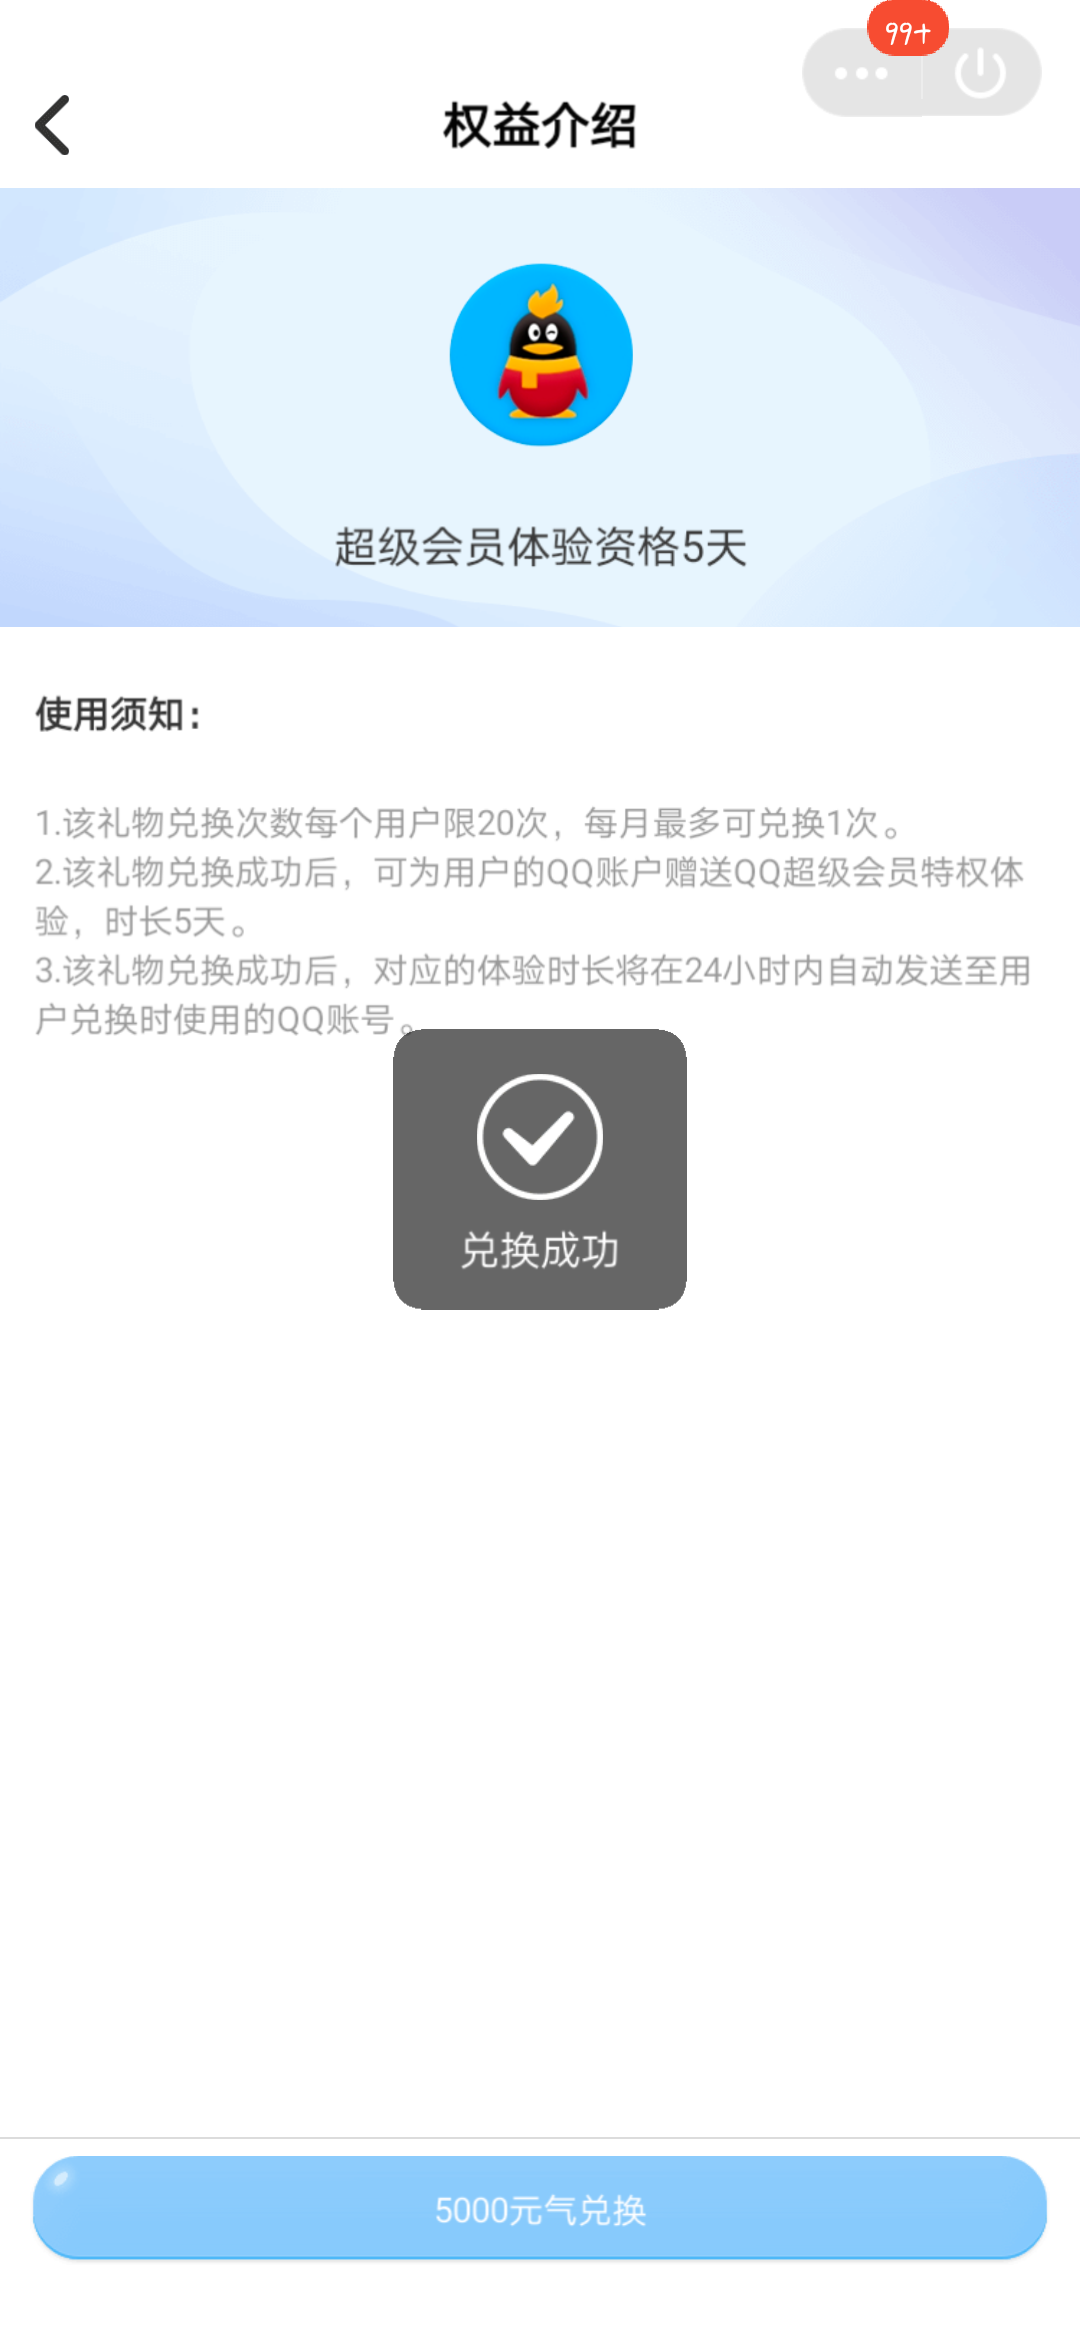 99+
权益介绍
超级会员体验资格5天
使用须知：
1.该礼物兑换次数每个用户限20次，每月最多可兑换1次。
2.该礼物兑换成功后，可为用户的QQ账户赠送QQ超级会员特权体
验，时长5天。
3.该礼物兑换成功后，对应的体验时长将在24小时内自动发送至用
户兑换时使用的QQ账号。
兑换成功
5000元气兑换